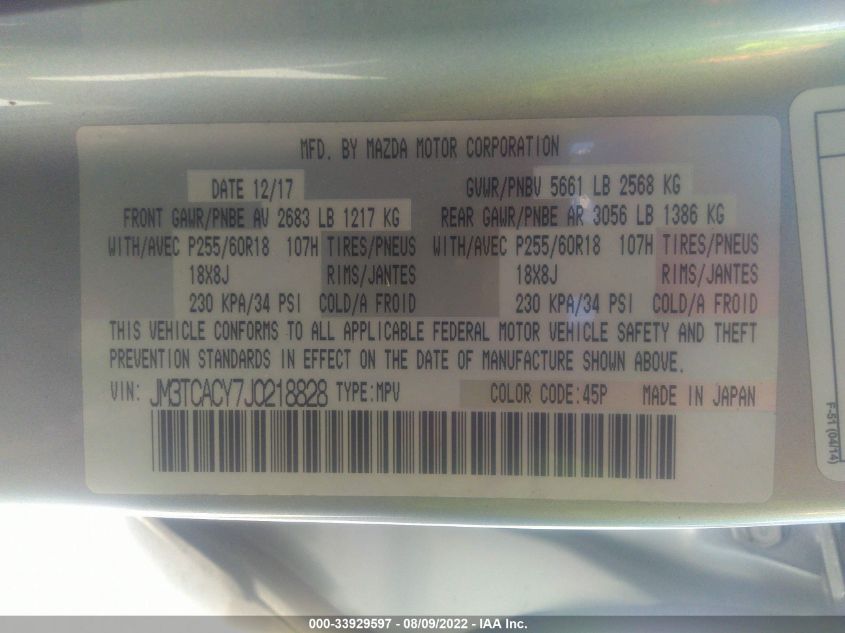 MFD. BY MAZDA MOTOR CORPORATION
DATE 12/17 GVWR/PNBV 5661 LB 2568 KG
FRONT GAWR/PNBE AV 2683 LB 1217 KG REAR GAWR/PNBE AR 3056 LB 1386 KG
WITH/AVEC P255/60R18 107H TIRES/PNEUS WITH/AVEC P255/60R18 107H TIRES/PNEUS
18X8J RIMS/JANTES 18X8J RIMS/JANTES
230 KPA/34 PSI COLD/A FROID 230 KPA/34 PSI COLD/A FROID
THIS VEHICLE CONFORMS TO ALL APPLICABLE FEDERAL MOTOR VEHICLE SAFETY AND THEFT
PREVENTION STANDARDS IN EFFECT ON THE DATE OF MANUFACTURE SHOWN ABOVE.
VIN: JM3TCACY7J0218828 TYPE:MPV COLOR CODE:45P MADE IN JAPAN
F-51 (04/14)
000-33929597 - 08/09/2022 - IAA Inc.